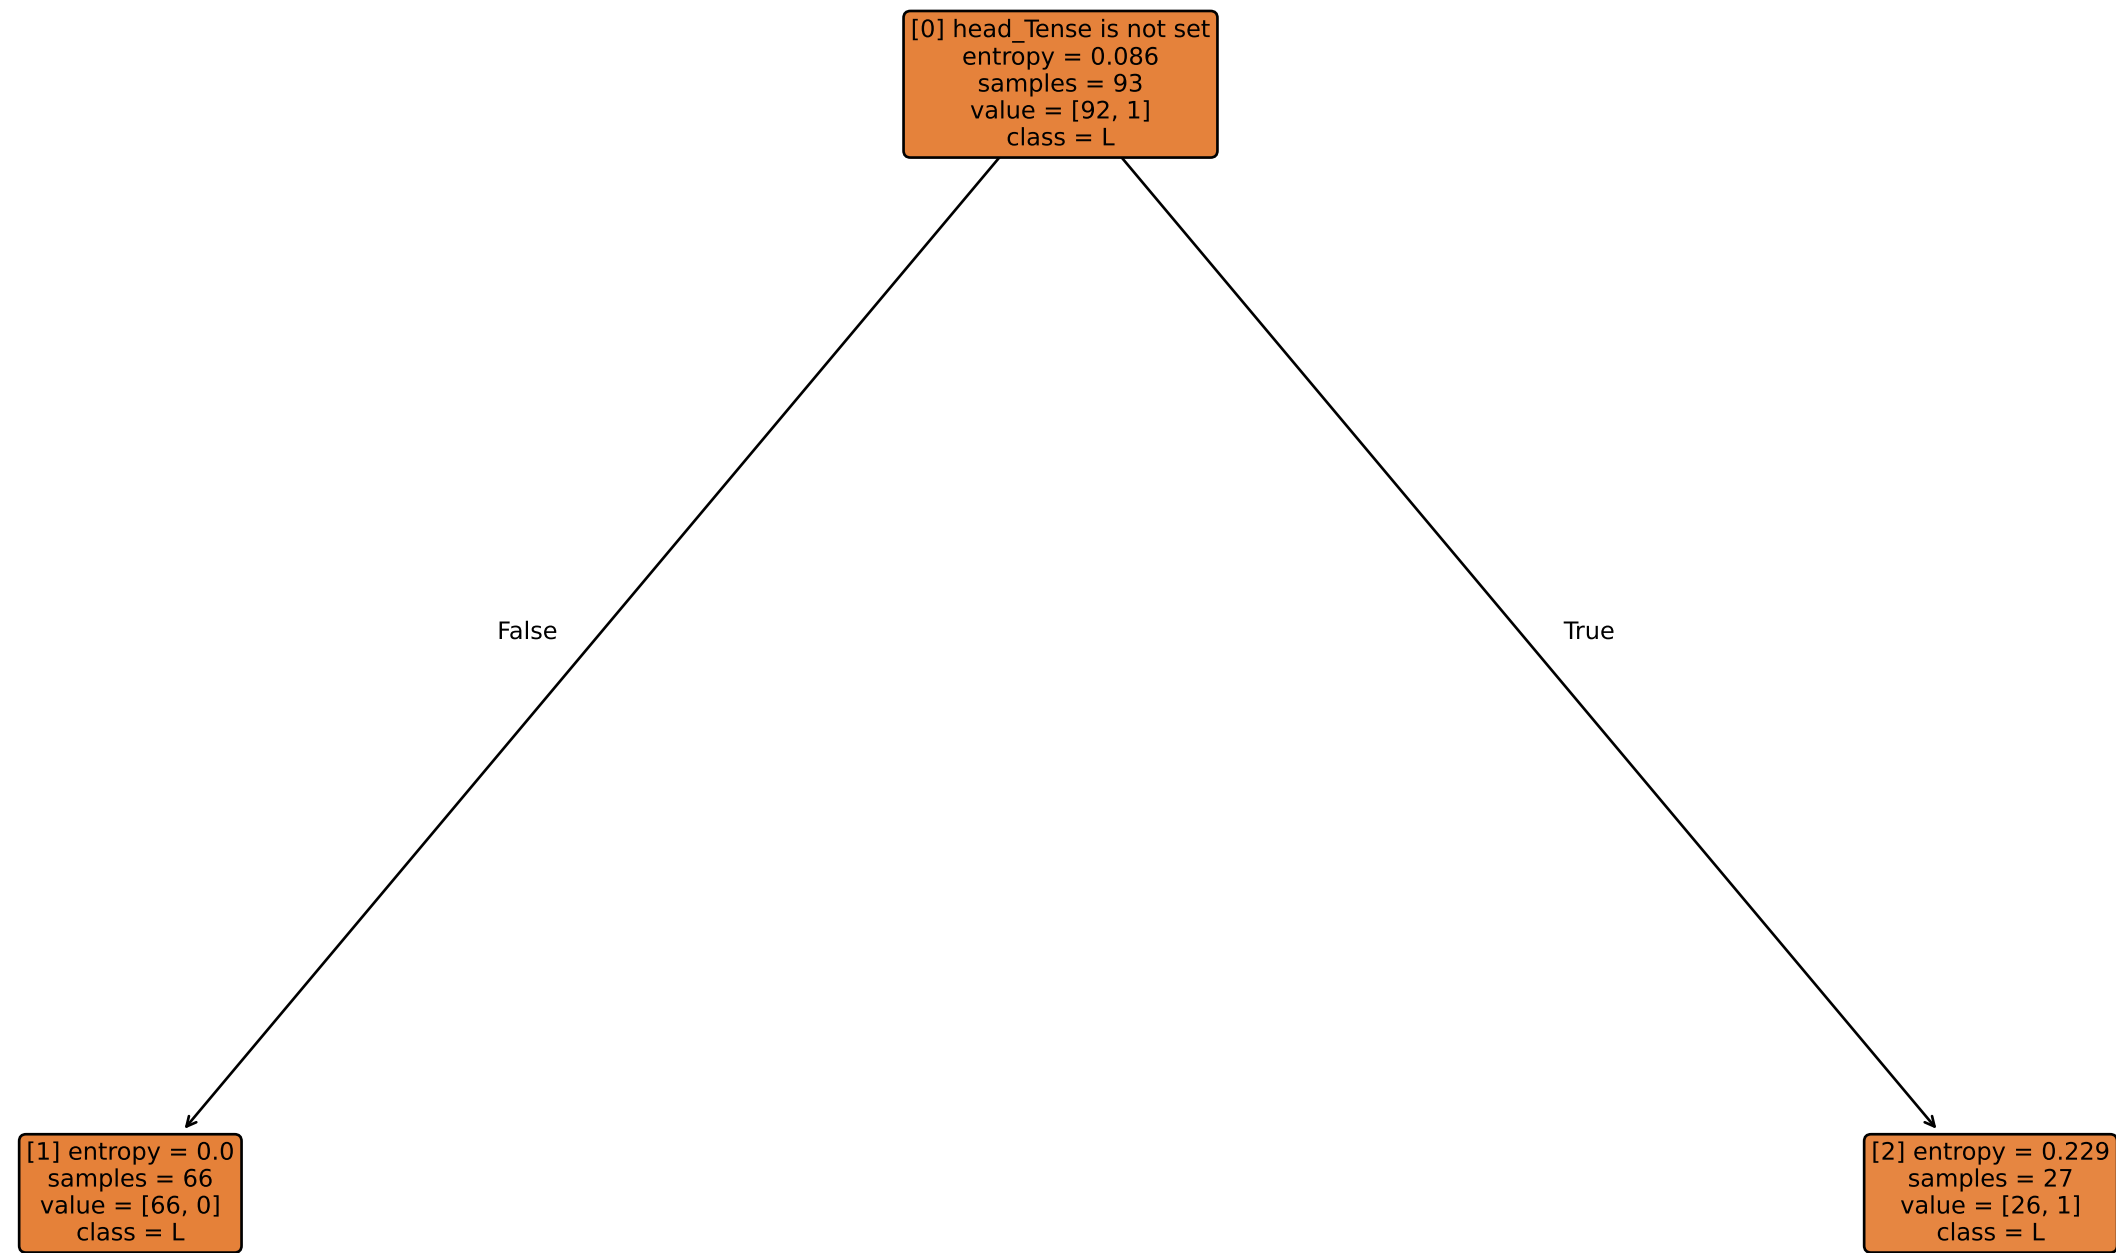 [0] head_Tense is not set
entropy = 0.086
samples = 93
value = [92, 1]
class = L
False
True
[1] entropy = 0.0
samples = 66
value = [66, 0]
class = L
[2] entropy = 0.229
samples = 27
value = [26, 1]
class = L